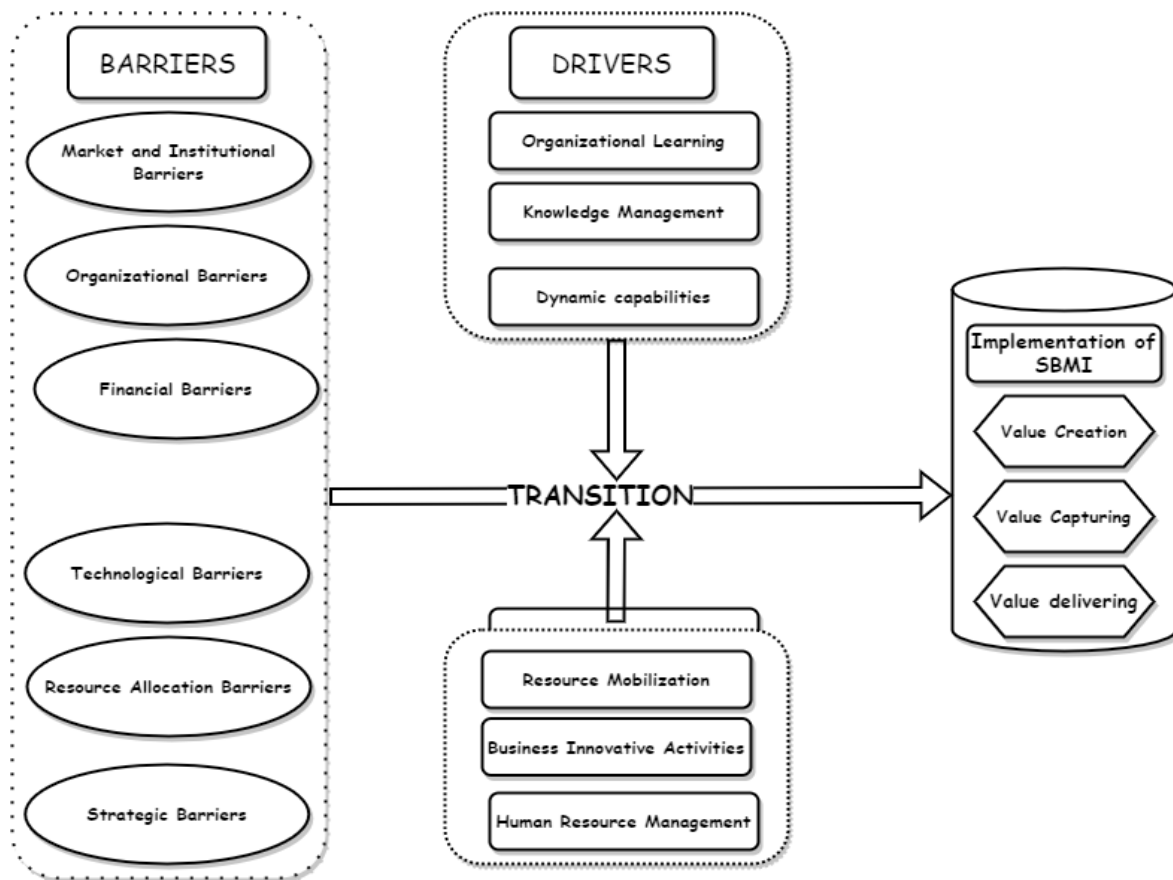 BARRIERS
Market and Institutional
Barriers
Organizational Barriers
Financial Barriers
Technological Barriers
Resource Allocation Barriers
Strategic Barriers
DRIVERS
Organizational Learning
Knowledge Management
Dynamic capabilities
TRANSITION
Resource Mobilization
Business Innovative Activities
Human Resource Management
Implementation of
SBMI
Value Creation
Value Capturing
Value delivering